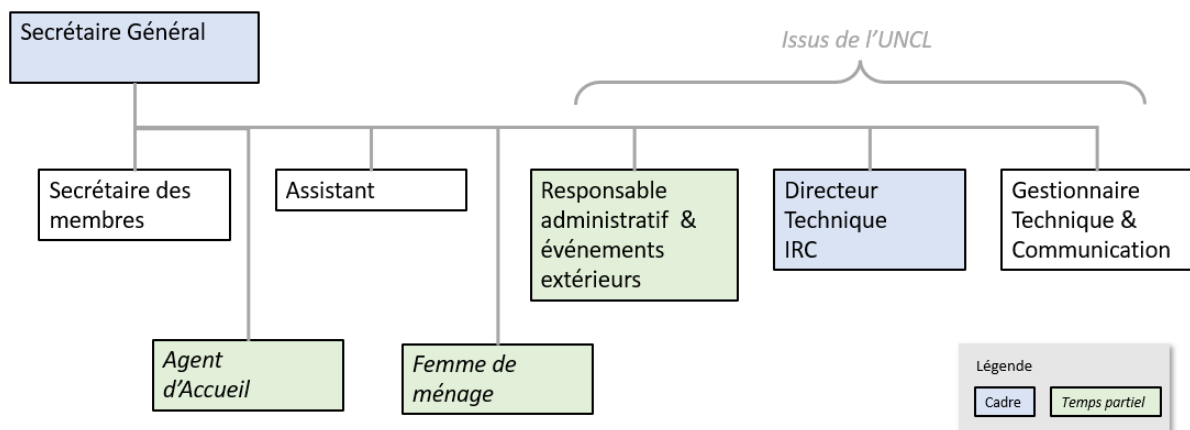 Secrétaire Général
Issus de l'UNCL
Secrétaire des
membres
Assistant
Responsable
administratif &
événements
extérieurs
Directeur
Technique
IRC
Gestionnaire
Technique &
Communication
Agent
d'Accueil
Femme de
ménage
Légende
Cadre
Temps partiel